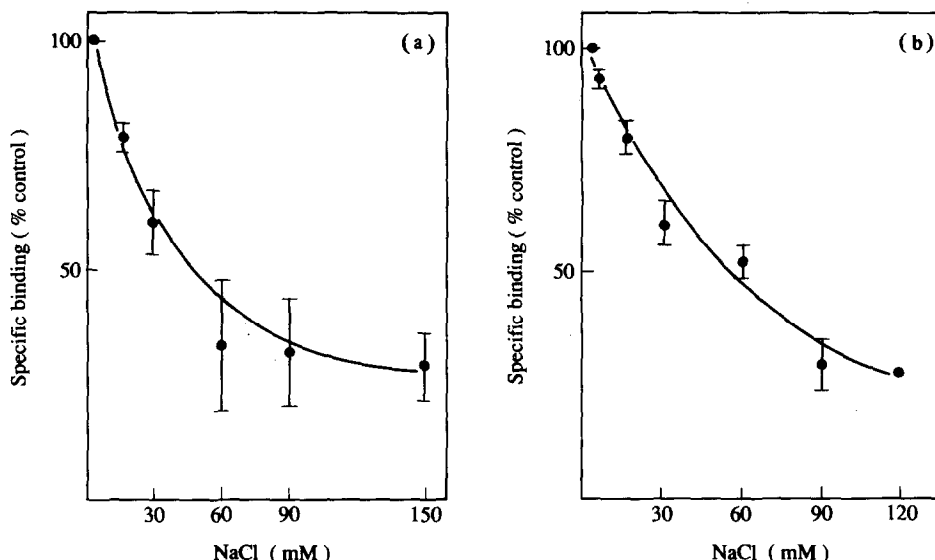 (a)
100
50
Specific binding ( % control )
30 60 90 150
NaCl ( mM )
(b)
100
50
Specific binding ( % control )
30 60 90 120
NaCl ( mM )